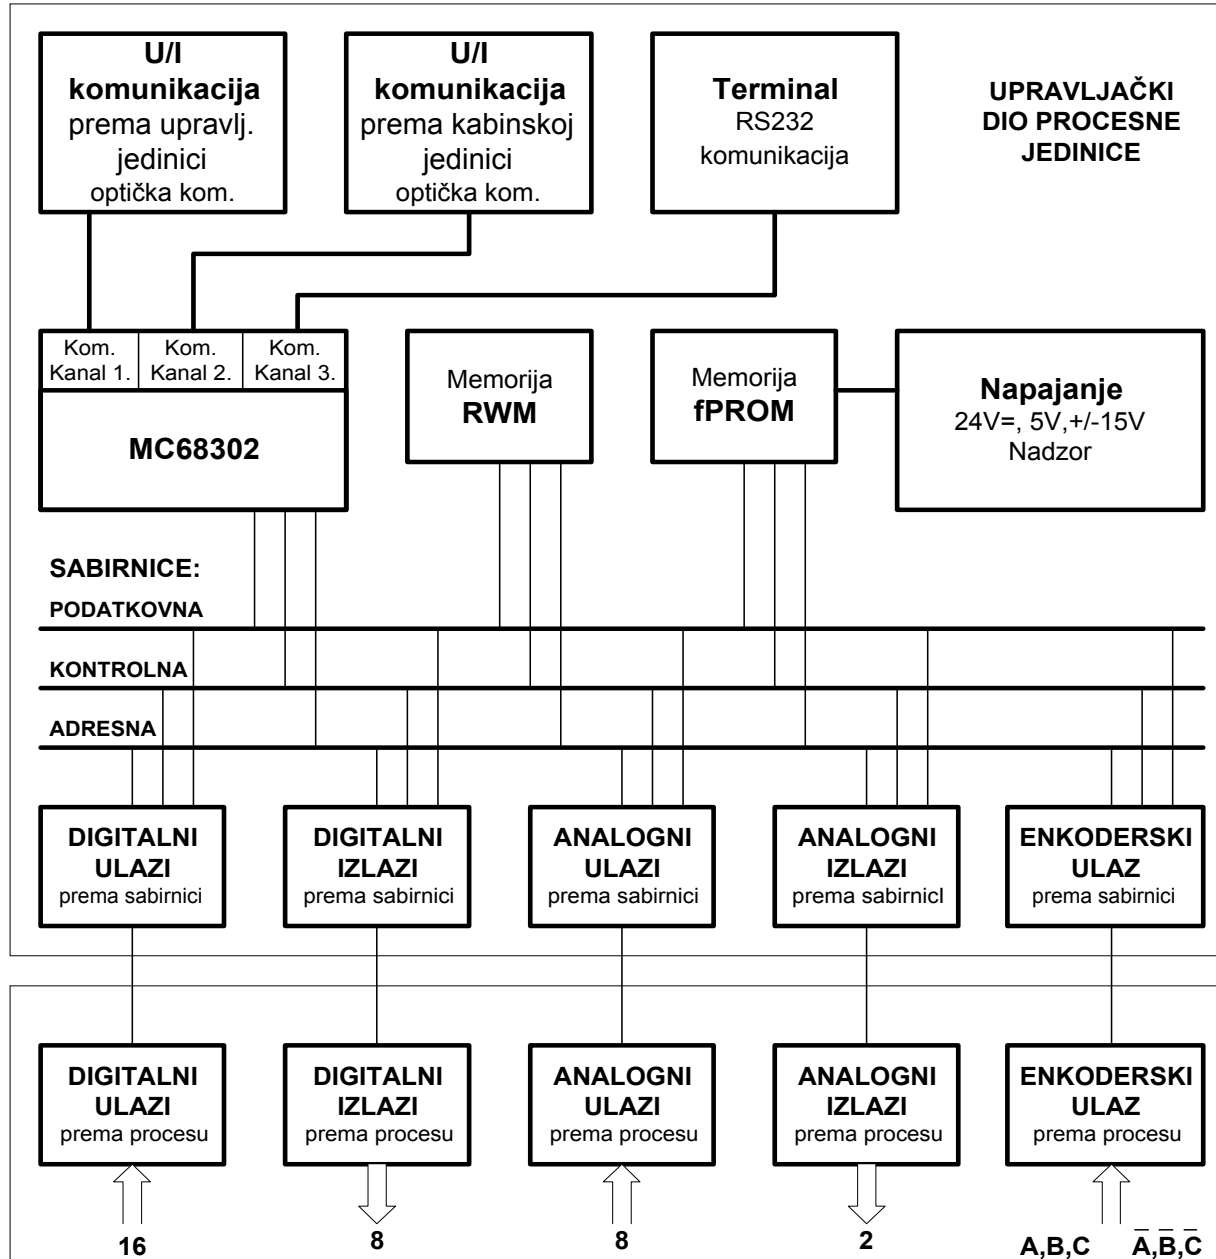 U/I
komunikacija
prema upravlj.
jedinici
optička kom.
U/I
komunikacija
prema kabinskoj
jedinici
optička kom.
Terminal
RS232
komunikacija
UPRAVLJAČKI
DIO PROCESNE
JEDINICE
Kom.
Kanal 1.
Kom.
Kanal 2.
Kom.
Kanal 3.
MC68302
Memorija
RWM
Memorija
fPROM
Napajanje
24V=, 5V,+/-15V
Nadzor
SABIRNICE:
PODATKOVNA
KONTROLNA
ADRESNA
DIGITALNI
ULAZI
prema sabirnici
DIGITALNI
IZLAZI
prema sabirnici
ANALOGNI
ULAZI
prema sabirnici
ANALOGNI
IZLAZI
prema sabirnicI
ENKODERSKI
ULAZ
prema sabirnici
DIGITALNI
ULAZI
prema procesu
DIGITALNI
IZLAZI
prema procesu
ANALOGNI
ULAZI
prema procesu
ANALOGNI
IZLAZI
prema procesu
ENKODERSKI
ULAZ
prema procesu
16
8
8
2
A,B,C
A̅,B̅,C̅